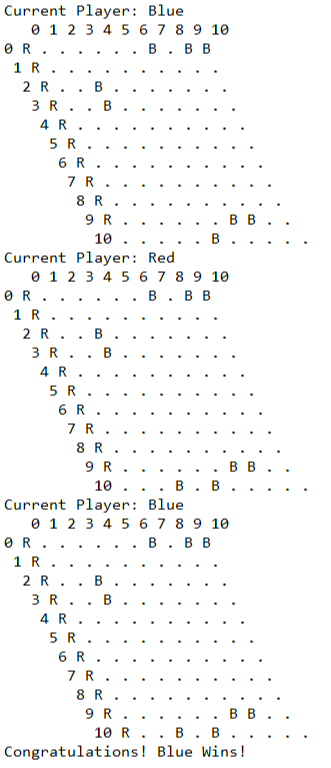 Current Player: Blue
   0 1 2 3 4 5 6 7 8 9 10
0 R . . . . . . B . B B
 1 R . . . . . . . . . .
  2 R . . B . . . . . . .
   3 R . . B . . . . . . .
    4 R . . . . . . . . . .
     5 R . . . . . . . . . .
      6 R . . . . . . . . . .
       7 R . . . . . . . . . .
        8 R . . . . . . . . . .
         9 R . . . . . . B B . .
          10 . . . . . B . . . . .
Current Player: Red
   0 1 2 3 4 5 6 7 8 9 10
0 R . . . . . . B . B B
 1 R . . . . . . . . . .
  2 R . . B . . . . . . .
   3 R . . B . . . . . . .
    4 R . . . . . . . . . .
     5 R . . . . . . . . . .
      6 R . . . . . . . . . .
       7 R . . . . . . . . . .
        8 R . . . . . . . . . .
         9 R . . . . . . B B . .
          10 . . . B . B . . . . .
Current Player: Blue
   0 1 2 3 4 5 6 7 8 9 10
0 R . . . . . . B . B B
 1 R . . . . . . . . . .
  2 R . . B . . . . . . .
   3 R . . B . . . . . . .
    4 R . . . . . . . . . .
     5 R . . . . . . . . . .
      6 R . . . . . . . . . .
       7 R . . . . . . . . . .
        8 R . . . . . . . . . .
         9 R . . . . . . B B . .
          10 R . . B . B . . . . .
Congratulations! Blue Wins!